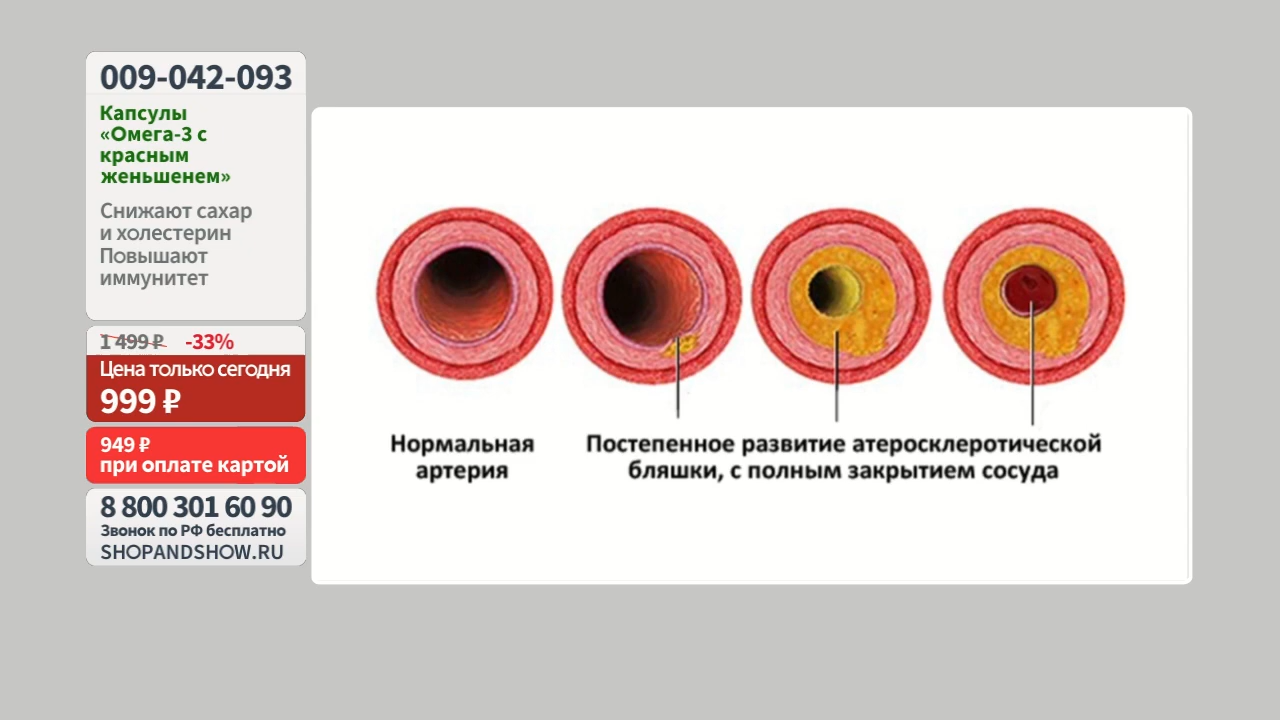 009-042-093
Капсулы
«Омега-3 с
красным
женьшенем»
Снижают сахар
и холестерин
Повышают
иммунитет
1 499 ₽ -33%
Цена только сегодня
999 ₽
949 ₽
при оплате картой
8 800 301 60 90
Звонок по РФ бесплатно
SHOPANDSHOW.RU
Нормальная
артерия
Постепенное развитие атеросклеротической
бляшки, с полным закрытием сосуда